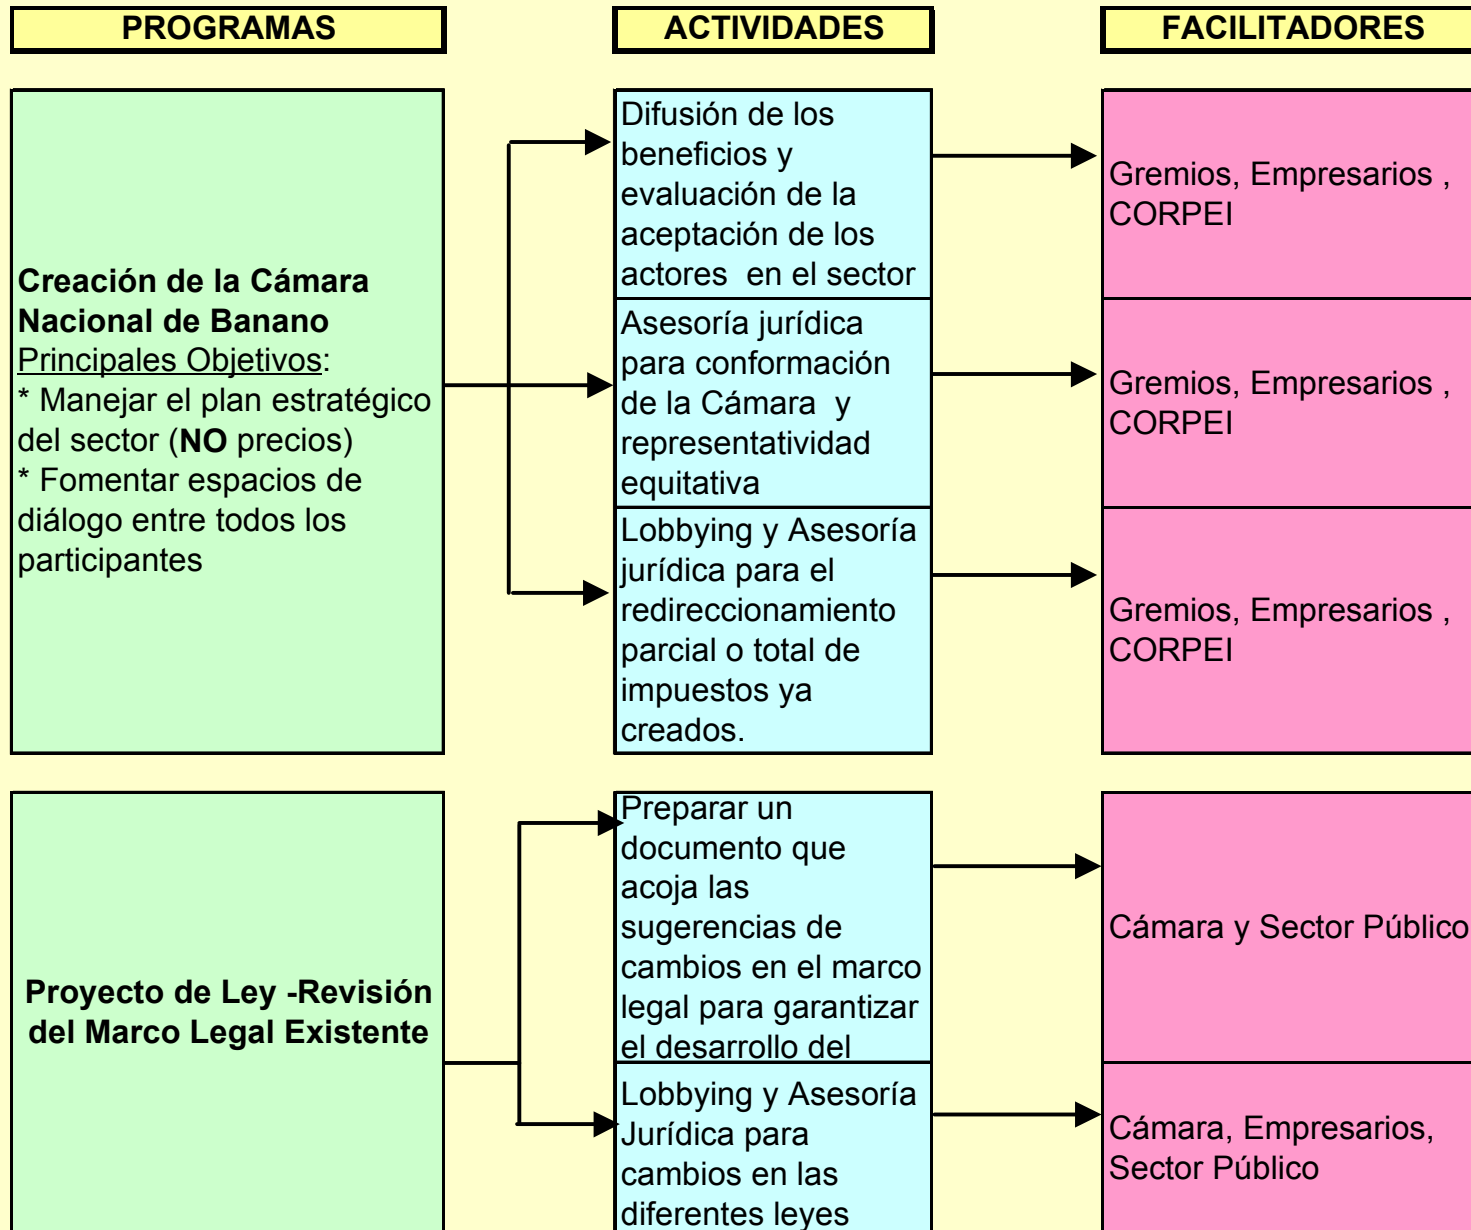 PROGRAMAS
ACTIVIDADES
FACILITADORES
Creación de la Cámara
Nacional de Banano
Principales Objetivos:
* Manejar el plan estratégico
del sector (NO precios)
* Fomentar espacios de
diálogo entre todos los
participantes
Difusión de los
beneficios y
evaluación de la
aceptación de los
actores en el sector
Gremios, Empresarios ,
CORPEI
Asesoría jurídica
para conformación
de la Cámara y
representatividad
equitativa
Gremios, Empresarios ,
CORPEI
Lobbying y Asesoría
jurídica para el
redireccionamiento
parcial o total de
impuestos ya
creados.
Gremios, Empresarios ,
CORPEI
Proyecto de Ley -Revisión
del Marco Legal Existente
Preparar un
documento que
acoja las
sugerencias de
cambios en el marco
legal para garantizar
el desarrollo del
Cámara y Sector Público
Lobbying y Asesoría
Jurídica para
cambios en las
diferentes leyes
Cámara, Empresarios,
Sector Público